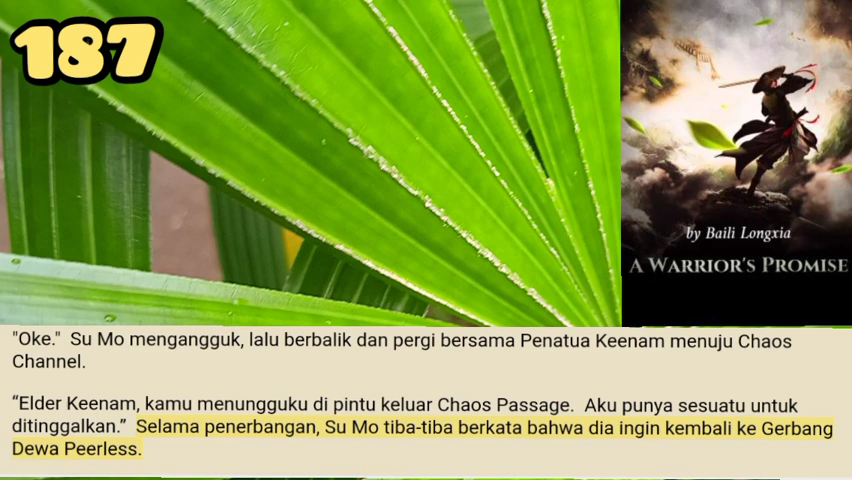 187
by Baili Longxia
A WARRIOR'S PROMISE
"Oke."  Su Mo mengangguk, lalu berbalik dan pergi bersama Penatua Keenam menuju Chaos
Channel.
“Elder Keenam, kamu menungguku di pintu keluar Chaos Passage.  Aku punya sesuatu untuk
ditinggalkan.”  Selama penerbangan, Su Mo tiba-tiba berkata bahwa dia ingin kembali ke Gerbang
Dewa Peerless.